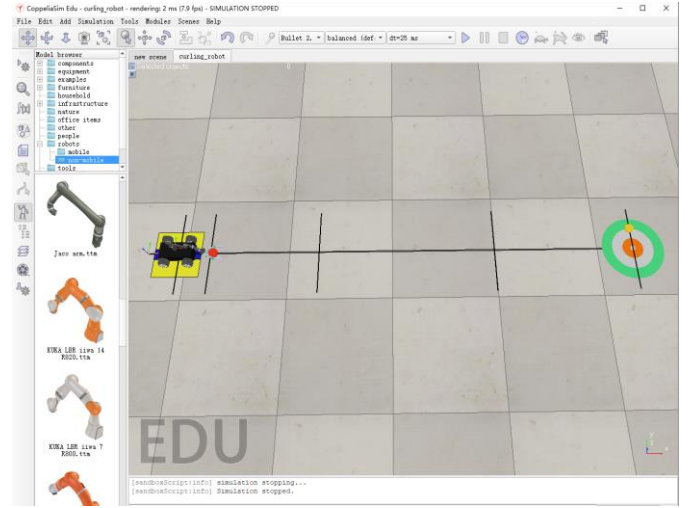 CoppeliaSim Edu - curling_robot - rendering: 2 ms (7.9 fps) - SIMULATION STOPPED
File Edit Add Simulation Tools Modules Scenes Help
Bullet 2. balanced (def: dt=25 ms
Model browser
new scene curling_robot
components
equipment
examples
furniture
household
infrastructure
nature
office items
other
people
robots
mobile
non-mobile
tools
Jaco arm.ttm
KUKA LBR iiwa 14
R820.ttm
KUKA LBR iiwa 7
R800.ttm
EDU
[sandboxScript:info] simulation stopping...
[sandboxScript:info] Simulation stopped.